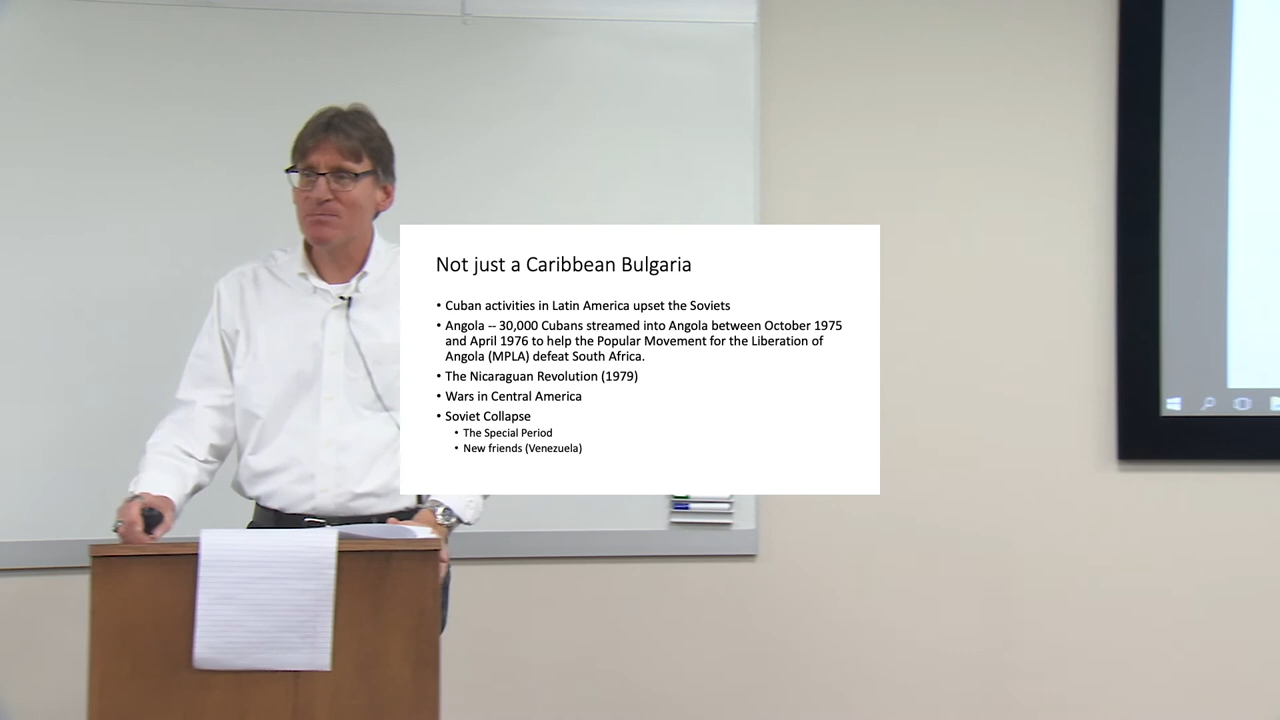 Not just a Caribbean Bulgaria
• Cuban activities in Latin America upset the Soviets
• Angola -- 30,000 Cubans streamed into Angola between October 1975
and April 1976 to help the Popular Movement for the Liberation of
Angola (MPLA) defeat South Africa.
• The Nicaraguan Revolution (1979)
• Wars in Central America
• Soviet Collapse
• The Special Period
• New friends (Venezuela)